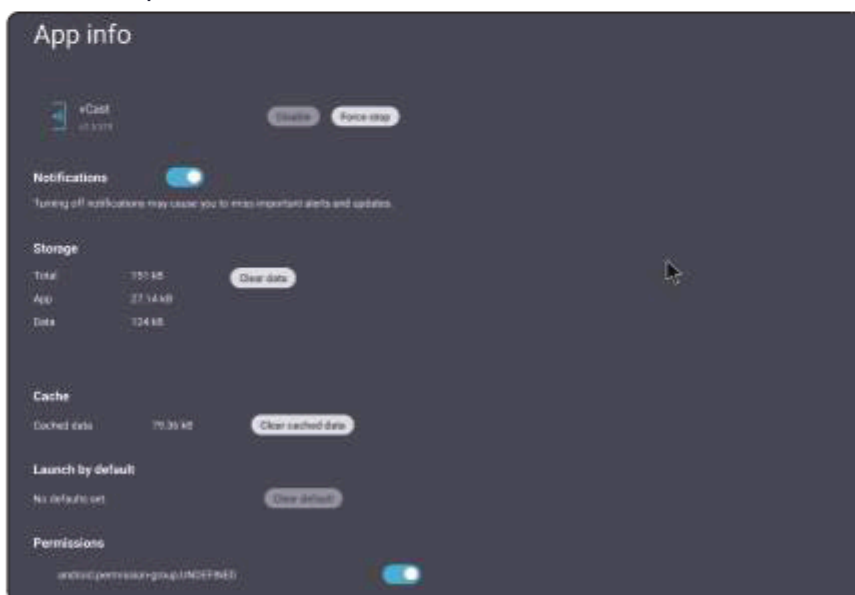 App info
vCast
Disable Force stop
Notifications
Turning off notifications may cause you to miss important alerts and updates.
Storage
Total 151 kB Clear data
App 27.14 kB
Data 124 kB
Cache
Cached data 79.36 kB Clear cached data
Launch by default
No defaults set Clear default
Permissions
android.permission-group.UNDEFINED